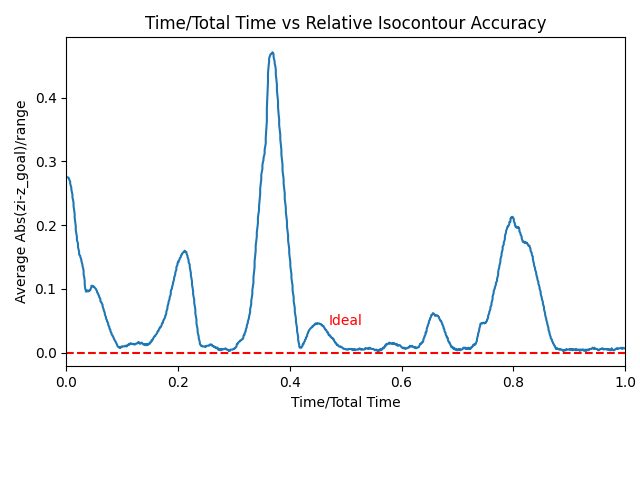 Time/Total Time vs Relative Isocontour Accuracy
Average Abs(zi-z_goal)/range
0.4
0.3
0.2
0.1
0.0
Ideal
0.0 0.2 0.4 0.6 0.8 1.0
Time/Total Time